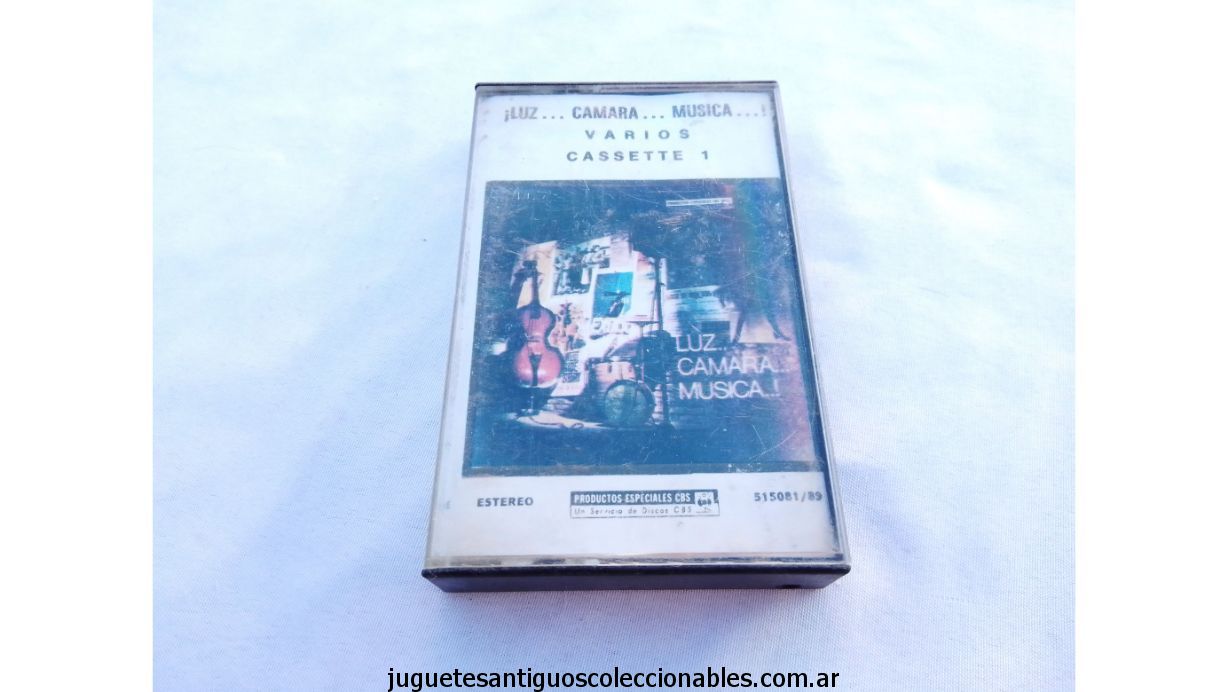 ¡LUZ... CAMARA... MUSICA...!
VARIOS
CASSETTE 1
LUZ...
CAMARA...
MUSICA..!
ESTEREO
PRODUCTOS ESPECIALES CBS
Un Servicio de Discos CBS
515081/89
juguetesantiguoscoleccionables.com.ar